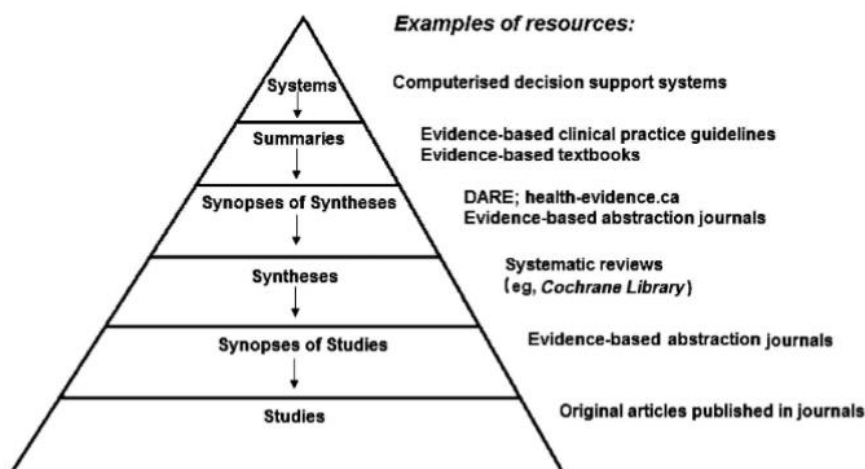 Examples of resources:
Systems
Computerised decision support systems
Summaries
Evidence-based clinical practice guidelines
Evidence-based textbooks
Synopses of Syntheses
DARE; health-evidence.ca
Evidence-based abstraction journals
Syntheses
Systematic reviews
(eg, Cochrane Library)
Synopses of Studies
Evidence-based abstraction journals
Studies
Original articles published in journals